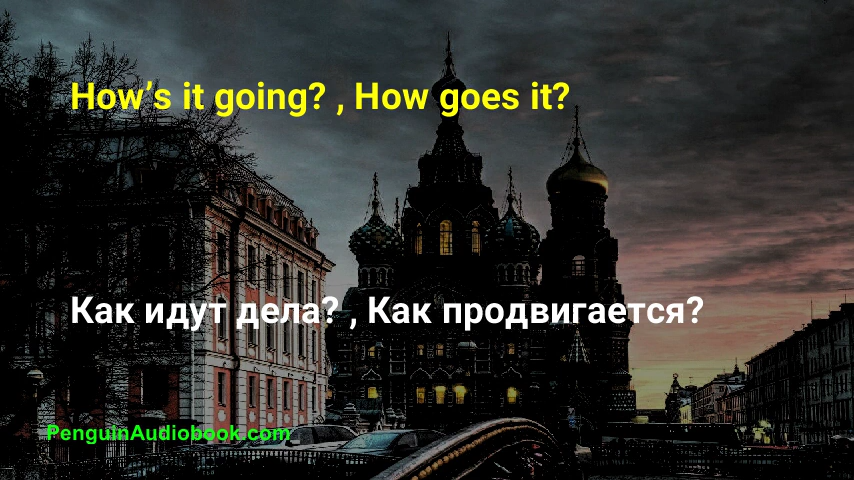 How’s it going? , How goes it?
Как идут дела? , Как продвигается?
PenguinAudiobook.com